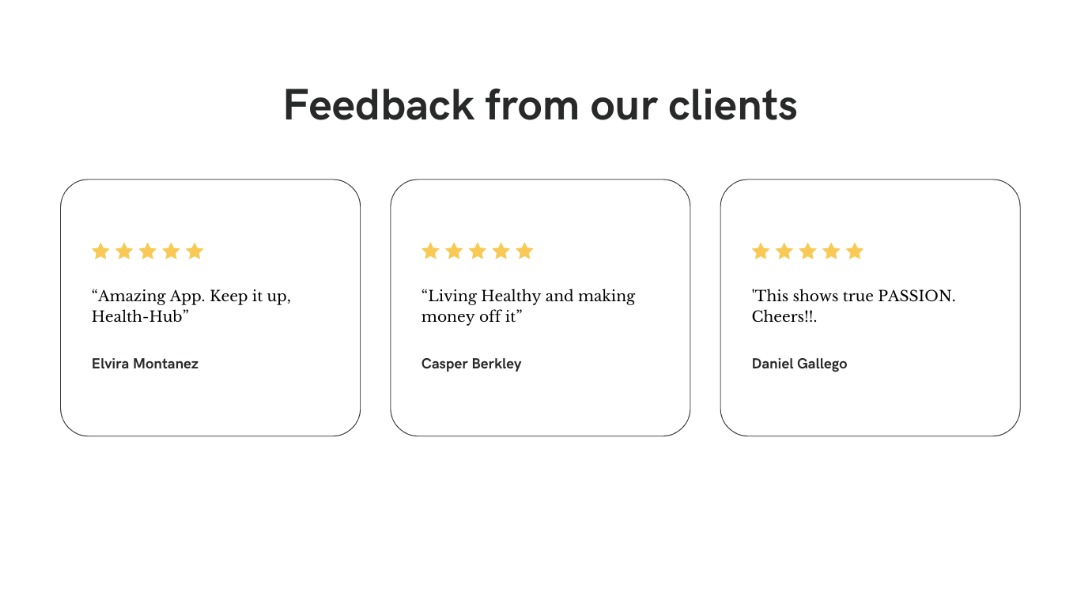 Feedback from our clients
“Amazing App. Keep it up,
Health-Hub”
Elvira Montanez
“Living Healthy and making
money off it”
Casper Berkley
'This shows true PASSION.
Cheers!!.
Daniel Gallego